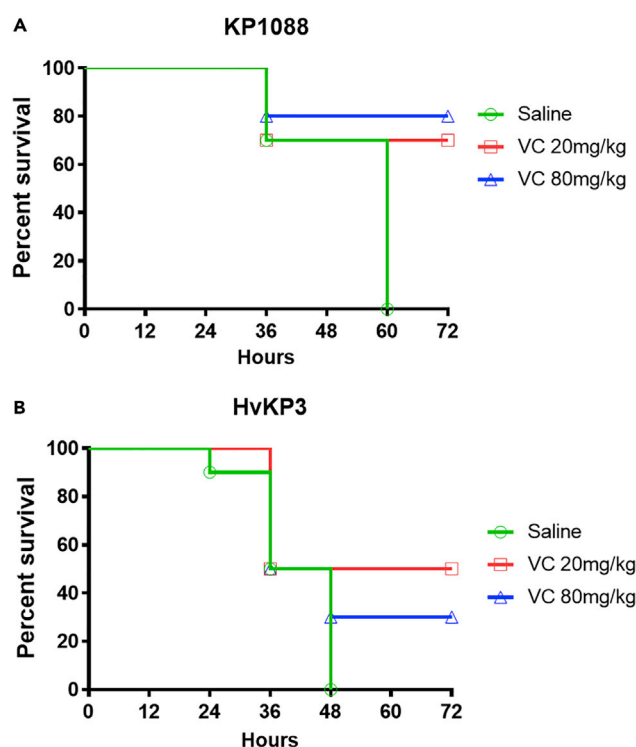 A
KP1088
Percent survival
100
80
60
40
20
0
0 12 24 36 48 60 72
Hours
Saline
VC 20mg/kg
VC 80mg/kg
B
HvKP3
Percent survival
100
80
60
40
20
0
0 12 24 36 48 60 72
Hours
Saline
VC 20mg/kg
VC 80mg/kg